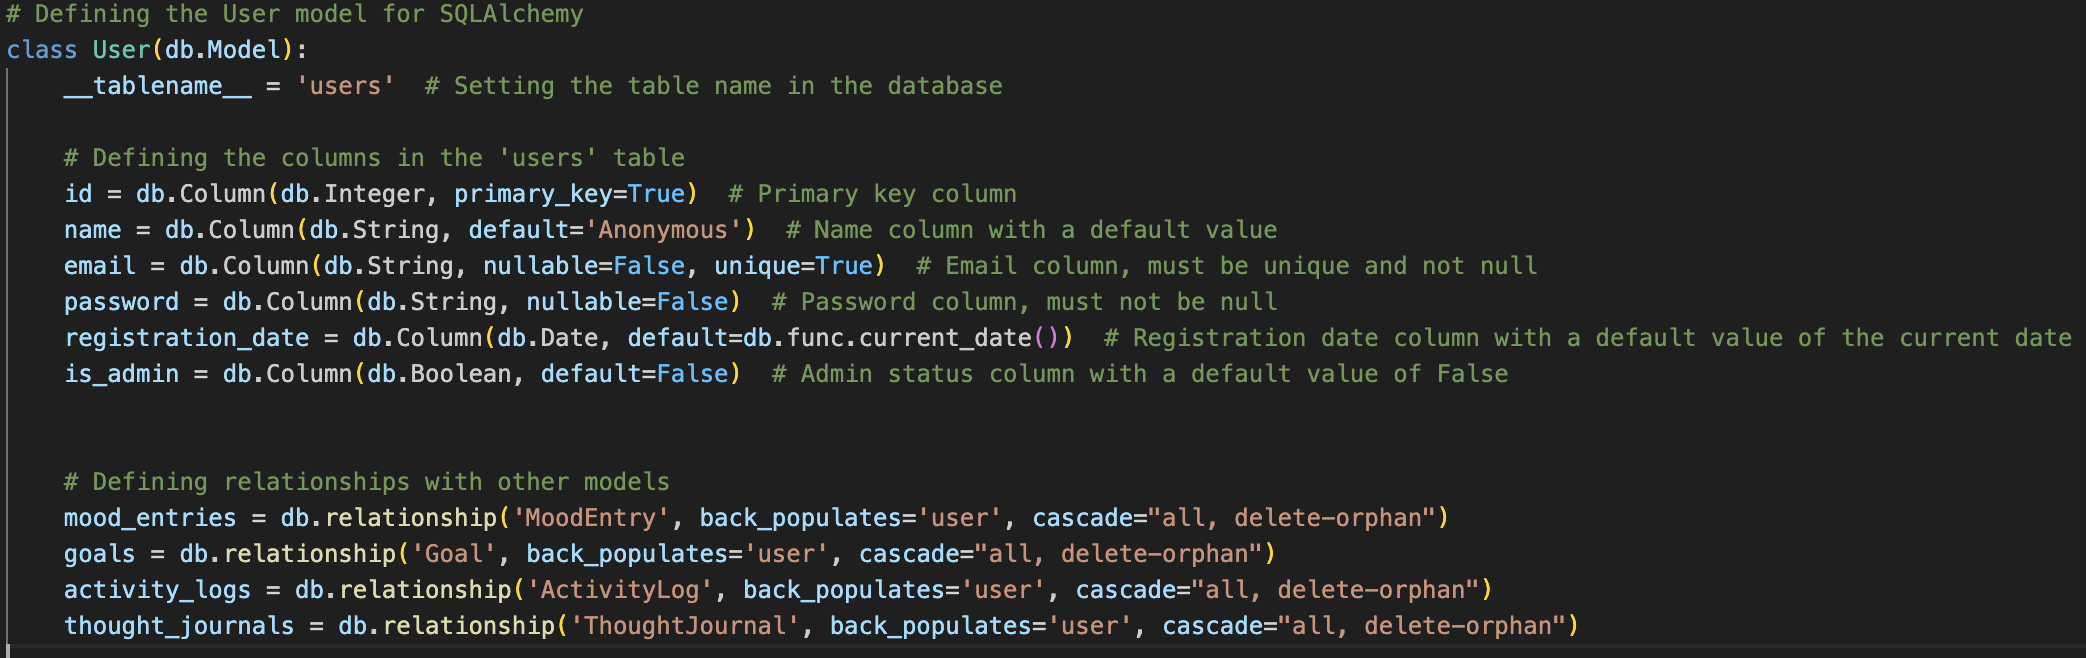 # Defining the User model for SQLAlchemy
class User(db.Model):
    __tablename__ = 'users'  # Setting the table name in the database
    # Defining the columns in the 'users' table
    id = db.Column(db.Integer, primary_key=True)  # Primary key column
    name = db.Column(db.String, default='Anonymous')  # Name column with a default value
    email = db.Column(db.String, nullable=False, unique=True)  # Email column, must be unique and not null
    password = db.Column(db.String, nullable=False)  # Password column, must not be null
    registration_date = db.Column(db.Date, default=db.func.current_date())  # Registration date column with a default value of the current date
    is_admin = db.Column(db.Boolean, default=False)  # Admin status column with a default value of False
    # Defining relationships with other models
    mood_entries = db.relationship('MoodEntry', back_populates='user', cascade="all, delete-orphan")
    goals = db.relationship('Goal', back_populates='user', cascade="all, delete-orphan")
    activity_logs = db.relationship('ActivityLog', back_populates='user', cascade="all, delete-orphan")
    thought_journals = db.relationship('ThoughtJournal', back_populates='user', cascade="all, delete-orphan")